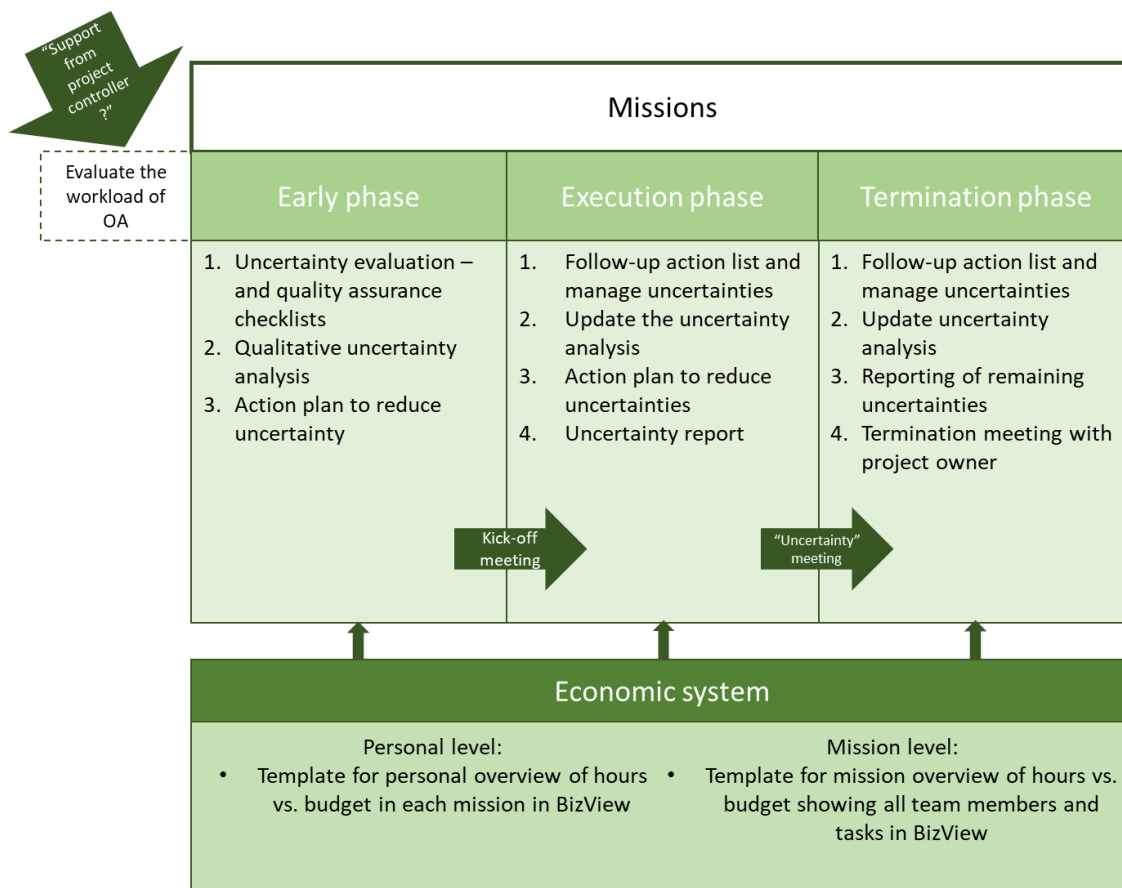 “Support
from
project
controller
?”
Missions
Evaluate the
workload of
OA
Early phase
Execution phase
Termination phase
1. Uncertainty evaluation –
and quality assurance
checklists
2. Qualitative uncertainty
analysis
3. Action plan to reduce
uncertainty
1. Follow-up action list and
manage uncertainties
2. Update the uncertainty
analysis
3. Action plan to reduce
uncertainties
4. Uncertainty report
1. Follow-up action list and
manage uncertainties
2. Update uncertainty
analysis
3. Reporting of remaining
uncertainties
4. Termination meeting with
project owner
Kick-off
meeting
“Uncertainty”
meeting
Economic system
Personal level:
• Template for personal overview of hours
vs. budget in each mission in BizView
Mission level:
• Template for mission overview of hours vs.
budget showing all team members and
tasks in BizView